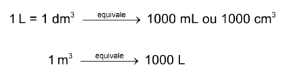 1 L = 1 dm³ equivale → 1000 mL ou 1000 cm³
1 m³ equivale → 1000 L